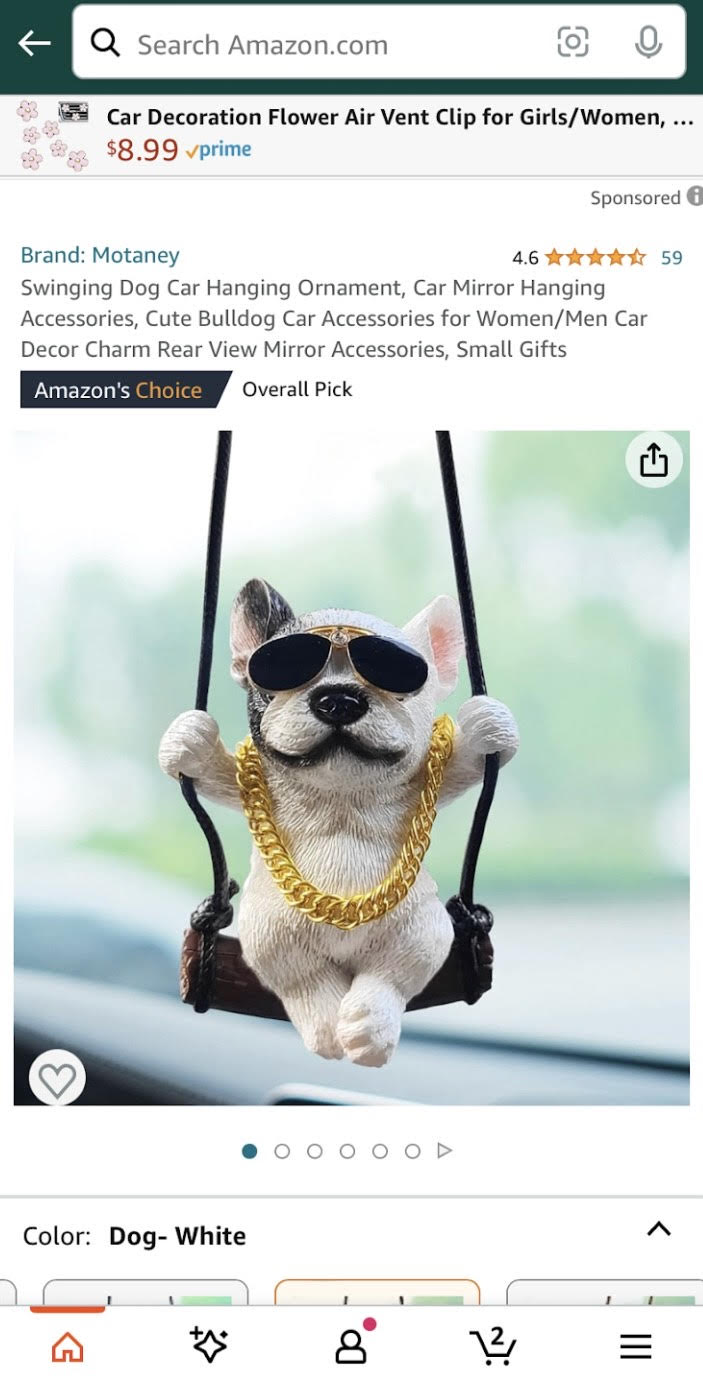 Search Amazon.com
Car Decoration Flower Air Vent Clip for Girls/Women, ...
$8.99 prime
Sponsored
Brand: Motaney
4.6 59
Swinging Dog Car Hanging Ornament, Car Mirror Hanging
Accessories, Cute Bulldog Car Accessories for Women/Men Car
Decor Charm Rear View Mirror Accessories, Small Gifts
Amazon's Choice Overall Pick
Color: Dog- White
2